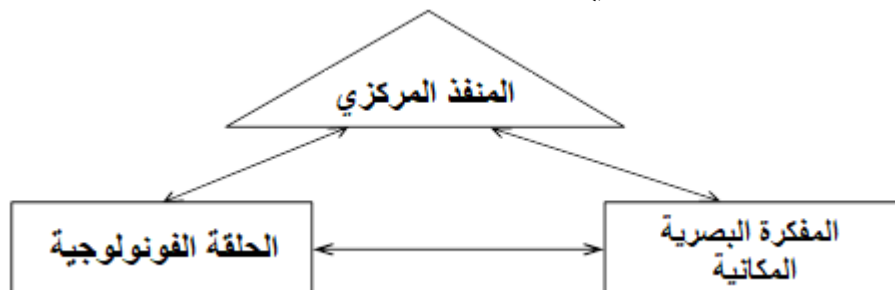 المنفذ المركزي
المفكرة البصرية
المكانية
الحلقة الفونولوجية